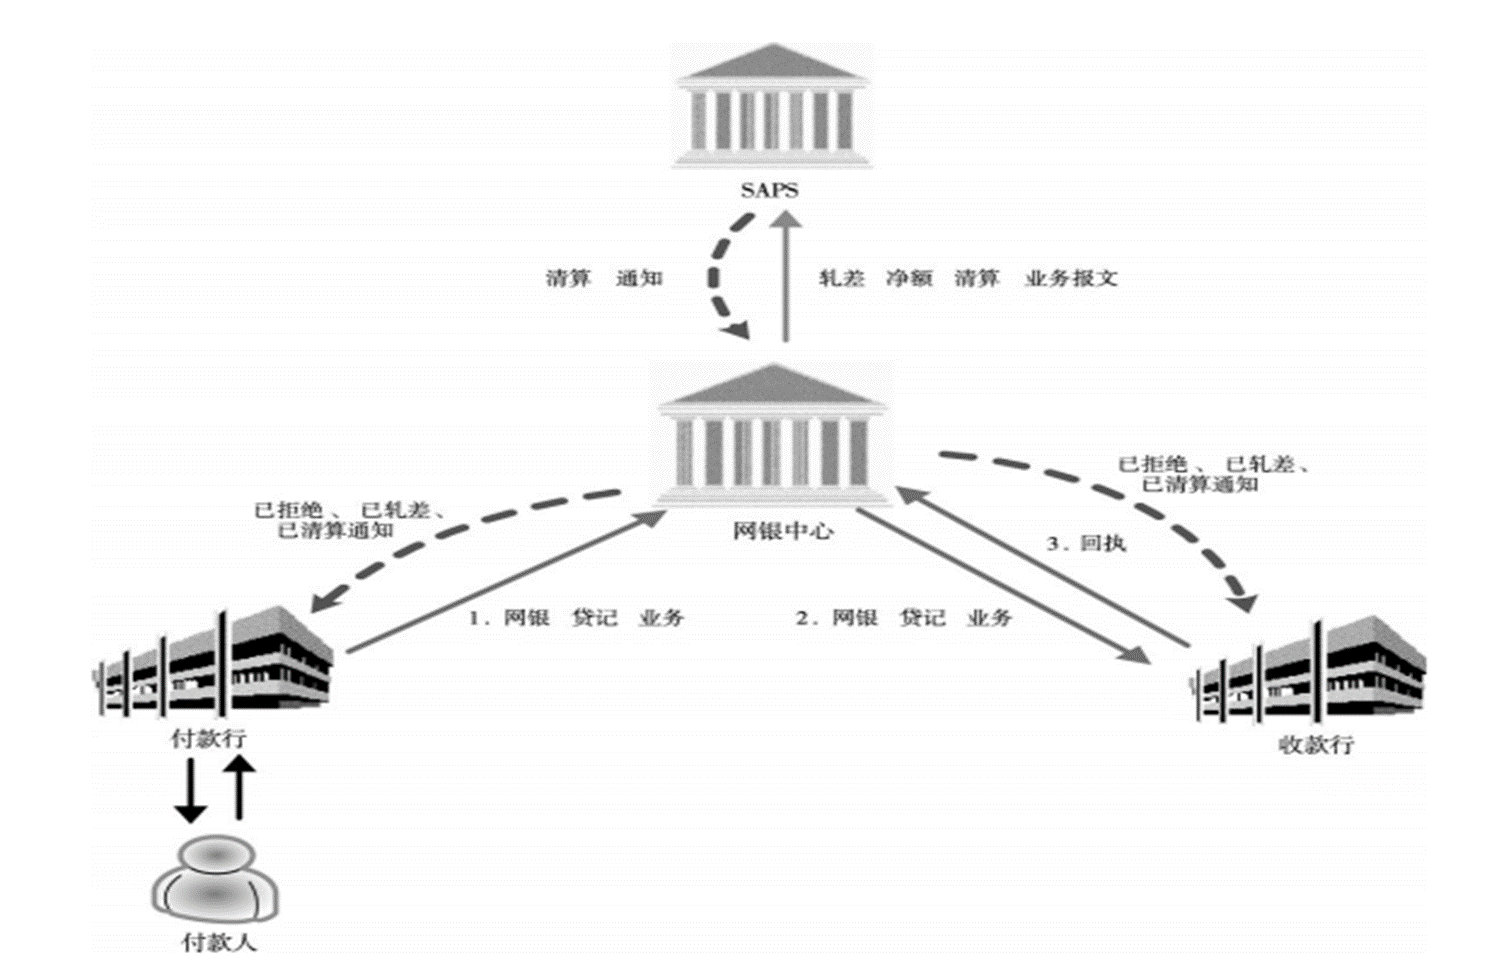 SAPS
清算 通知
轧差 净额 清算 业务报文
已拒绝、已轧差、
已清算通知
已拒绝、已轧差、
已清算通知
网银中心
3. 回执
1. 网银 贷记 业务
2. 网银 贷记 业务
付款行
收款行
付款人